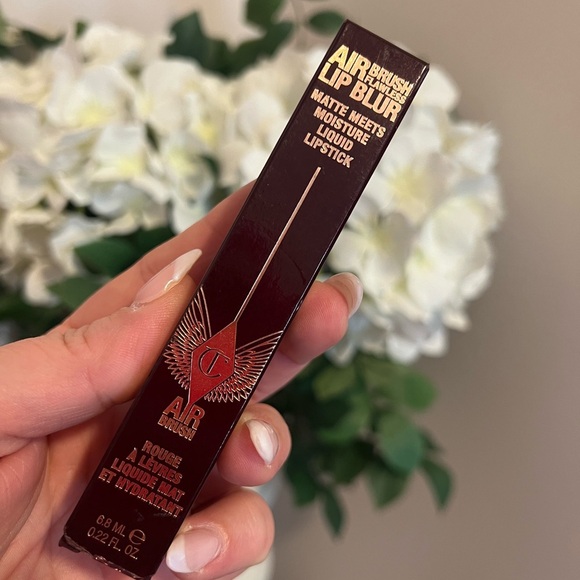 AIRBRUSH
FLAWLESS
LIP BLUR
MATTE MEETS
MOISTURE
LIQUID
LIPSTICK
CT
AIR
BRUSH
ROUGE
À LÈVRES
LIQUIDE MAT
ET HYDRATANT
6.8 ML ℮
0.22 FL. OZ.